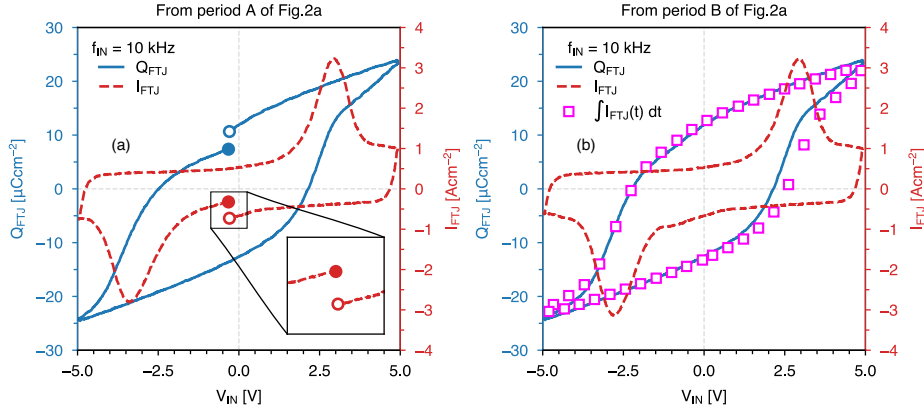 From period A of Fig.2a
From period B of Fig.2a
30
20
10
0
−10
−20
−30
Q_FTJ [μCcm⁻²]
f_IN = 10 kHz
Q_FTJ
I_FTJ
(a)
4
3
2
1
0
−1
−2
−3
−4
I_FTJ [Acm⁻²]
−5.0
−2.5
0.0
2.5
5.0
V_IN [V]
30
20
10
0
−10
−20
−30
Q_FTJ [μCcm⁻²]
f_IN = 10 kHz
Q_FTJ
I_FTJ
∫I_FTJ(t) dt
(b)
4
3
2
1
0
−1
−2
−3
−4
I_FTJ [Acm⁻²]
−5.0
−2.5
0.0
2.5
5.0
V_IN [V]